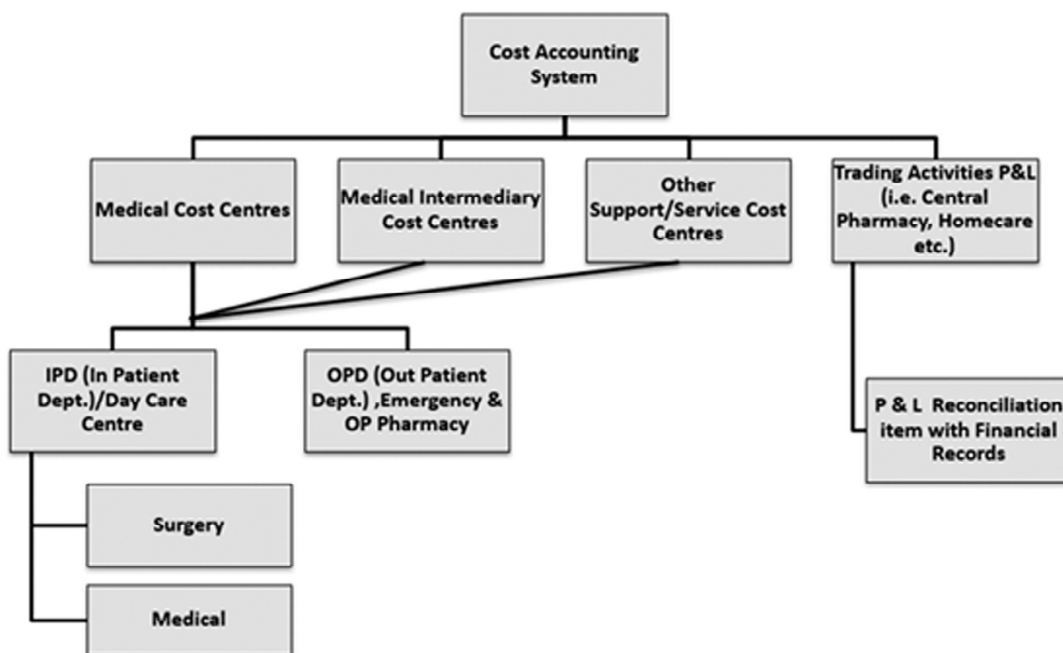 Cost Accounting
System
Medical Cost Centres
Medical Intermediary
Cost Centres
Other
Support/Service Cost
Centres
Trading Activities P&L
(i.e. Central
Pharmacy, Homecare
etc.)
IPD (In Patient
Dept.)/Day Care
Centre
OPD (Out Patient
Dept.) ,Emergency &
OP Pharmacy
P & L Reconciliation
item with Financial
Records
Surgery
Medical